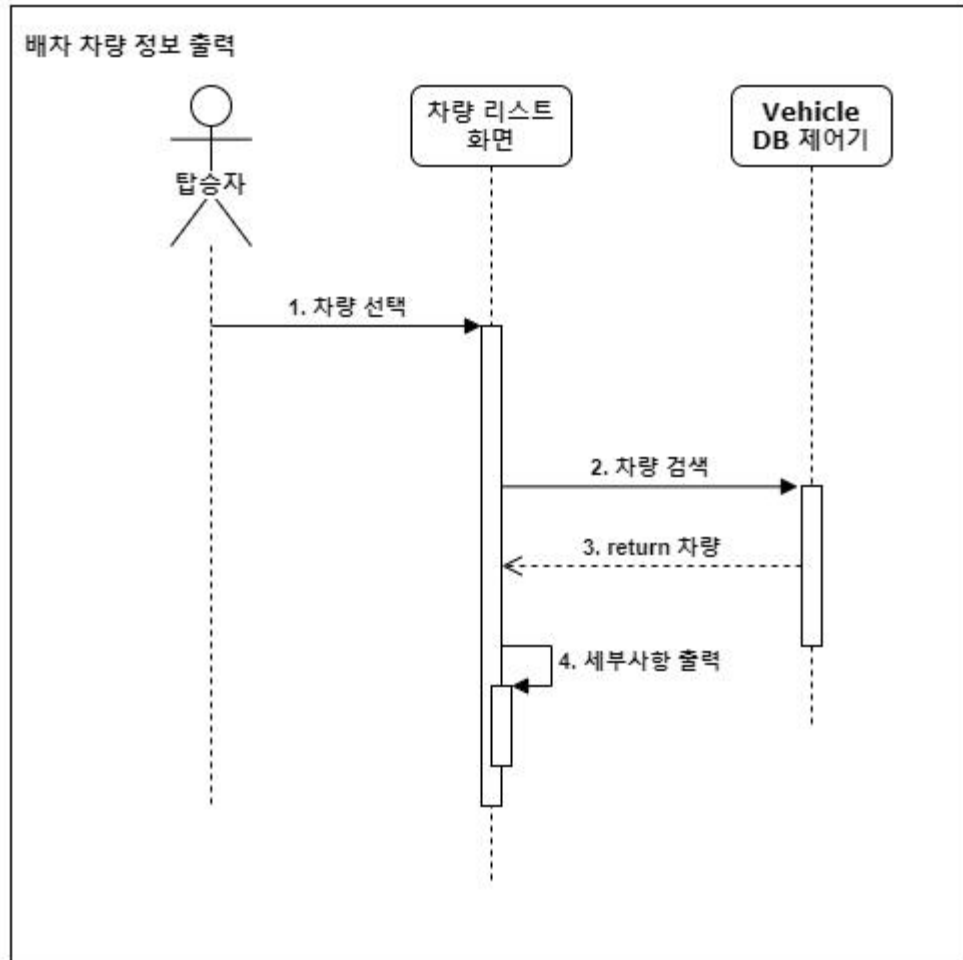 배차 차량 정보 출력
탑승자
차량 리스트
화면
Vehicle
DB 제어기
1. 차량 선택
2. 차량 검색
3. return 차량
4. 세부사항 출력